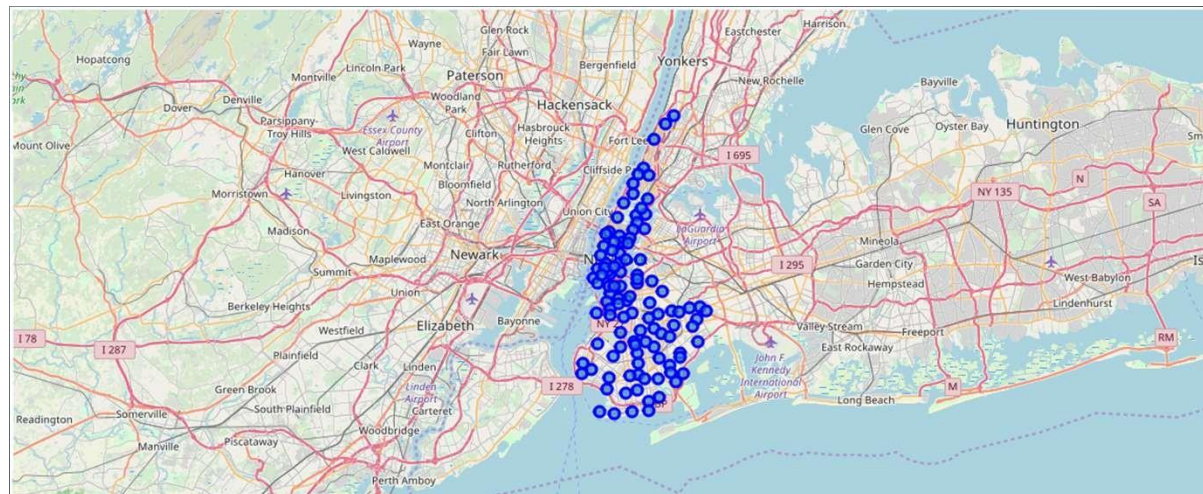 Harrison
Glen Rock
Eastchester
Hopatcong
Wayne
Fair Lawn
Yonkers
Lincoln Park
Bergenfield
Montville
Paterson
New Rochelle
Bayville
Denville
Woodland
Park
Hackensack
Dover
Parsippany-
Troy Hills
Essex County
Airport
Clifton
Hasbrouck
Heights
Fort Lee
Glen Cove
Oyster Bay
Huntington
Mount Olive
West Caldwell
Montclair
Rutherford
I 695
Hanover
Cliffside
Bloomfield
N
Morristown
Livingston
North Arlington
NY 135
SA
Union City
East Orange
LaGuardia
Airport
Madison
Mineola
Maplewood
Newark
I 295
Garden City
Summit
West Babylon
Union
Hempstead
Berkeley Heights
Lindenhurst
Bayonne
Elizabeth
NY
Valley Stream
Freeport
I 78
Westfield
I 287
RM
Plainfield
Clark
Linden
John F
Kennedy
International
Airport
East Rockaway
Green Brook
Linden
Airport
I 278
M
Long Beach
Readington
Somerville
South Plainfield
Carteret
Manville
Piscataway
Woodbridge
Perth Amboy